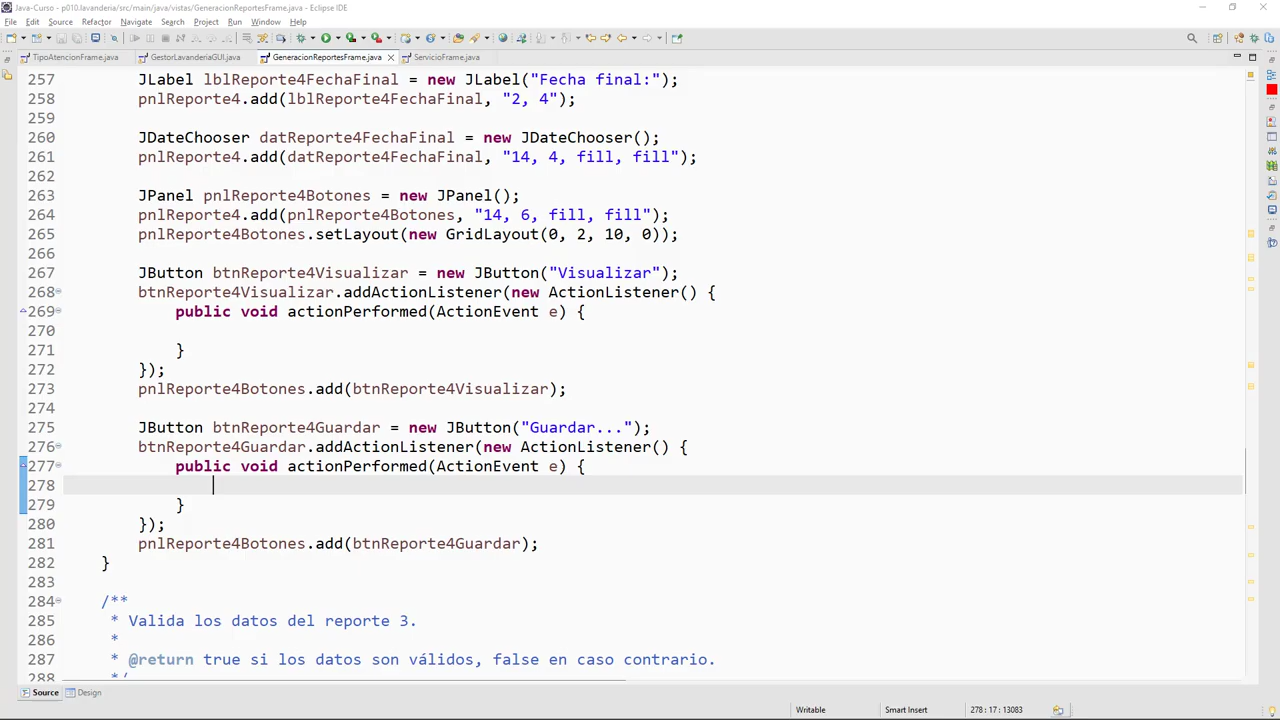 Java-Curso - p010.lavanderia/src/main/java/vistas/GeneracionReportesFrame.java - Eclipse IDE
File Edit Source Refactor Navigate Search Project Run Window Help
TipoAtencionFrame.java GestorLavanderiaGUI.java GeneracionReportesFrame.java ServicioFrame.java
257 JLabel lblReporte4FechaFinal = new JLabel("Fecha final:");
258 pnlReporte4.add(lblReporte4FechaFinal, "2, 4");
259
260 JDateChooser datReporte4FechaFinal = new JDateChooser();
261 pnlReporte4.add(datReporte4FechaFinal, "14, 4, fill, fill");
262
263 JPanel pnlReporte4Botones = new JPanel();
264 pnlReporte4.add(pnlReporte4Botones, "14, 6, fill, fill");
265 pnlReporte4Botones.setLayout(new GridLayout(0, 2, 10, 0));
266
267 JButton btnReporte4Visualizar = new JButton("Visualizar");
268 btnReporte4Visualizar.addActionListener(new ActionListener() {
269 public void actionPerformed(ActionEvent e) {
270
271 }
272 });
273 pnlReporte4Botones.add(btnReporte4Visualizar);
274
275 JButton btnReporte4Guardar = new JButton("Guardar...");
276 btnReporte4Guardar.addActionListener(new ActionListener() {
277 public void actionPerformed(ActionEvent e) {
278
279 }
280 });
281 pnlReporte4Botones.add(btnReporte4Guardar);
282 }
283
284 /**
285 * Valida los datos del reporte 3.
286 *
287 * @return true si los datos son válidos, false en caso contrario.
288 */
Source Design
Writable Smart Insert 278 : 17 : 13083